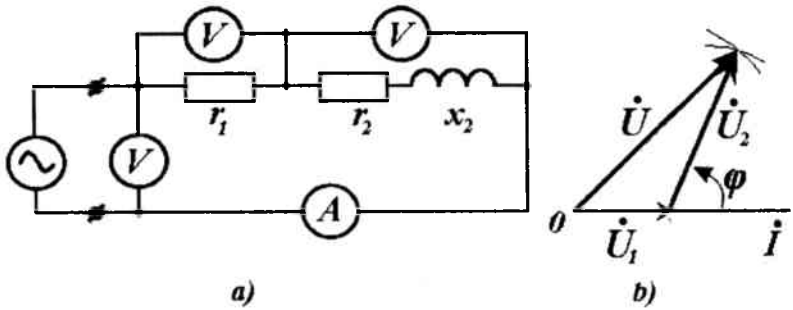 V V
r₁ r₂ x₂
V
A
a)
U̇ U̇₂
φ
0 U̇₁ İ
b)